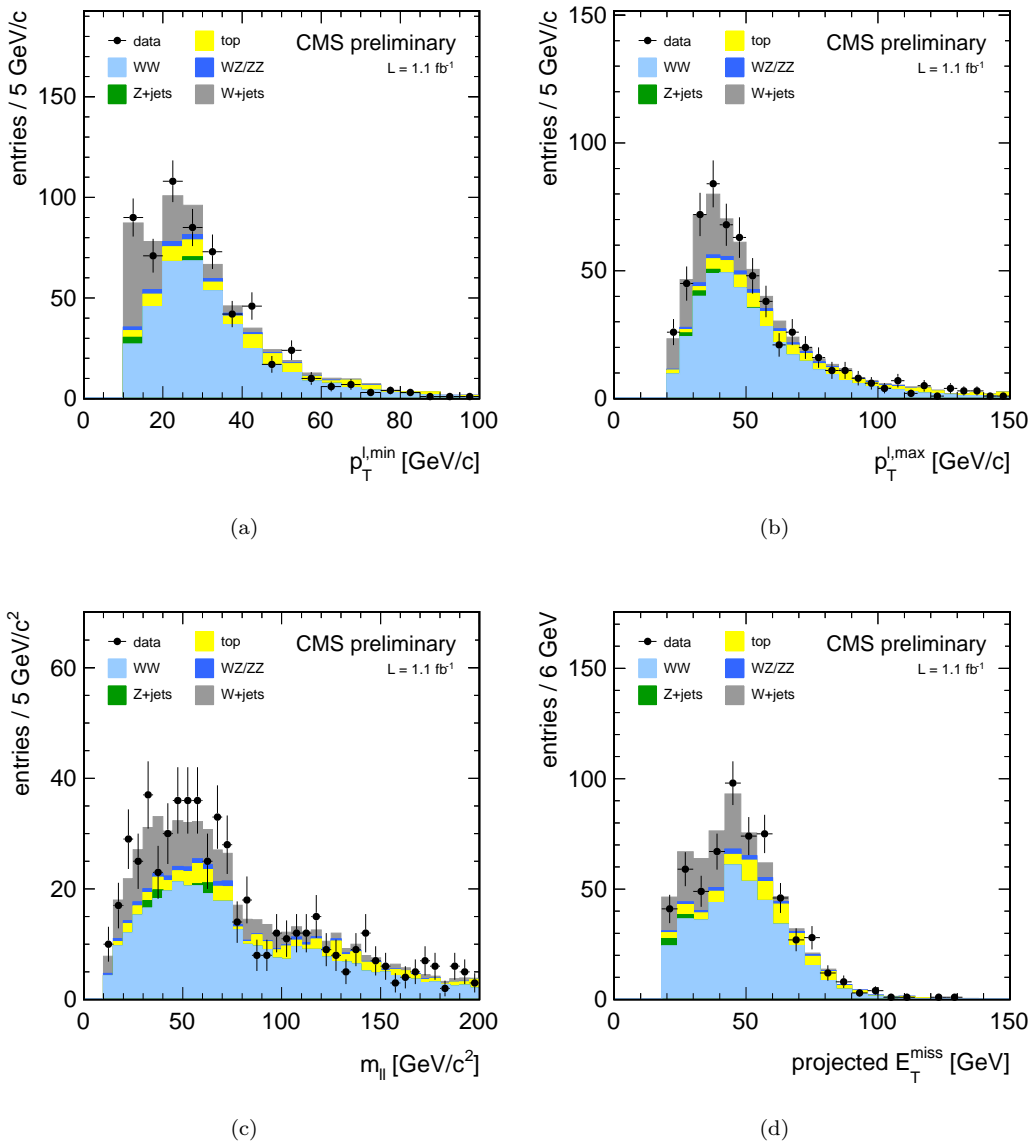 entries / 5 GeV/c
data
WW
Z+jets
top
WZ/ZZ
W+jets
CMS preliminary
L = 1.1 fb⁻¹
150
100
50
0
0 20 40 60 80 100
p_T^{l,min} [GeV/c]
(a)
entries / 5 GeV/c
data
WW
Z+jets
top
WZ/ZZ
W+jets
CMS preliminary
L = 1.1 fb⁻¹
150
100
50
0
0 50 100 150
p_T^{l,max} [GeV/c]
(b)
entries / 5 GeV/c²
data
WW
Z+jets
top
WZ/ZZ
W+jets
CMS preliminary
L = 1.1 fb⁻¹
60
40
20
0
0 50 100 150 200
m_{ll} [GeV/c²]
(c)
entries / 6 GeV
data
WW
Z+jets
top
WZ/ZZ
W+jets
CMS preliminary
L = 1.1 fb⁻¹
150
100
50
0
0 50 100 150
projected E_T^{miss} [GeV]
(d)